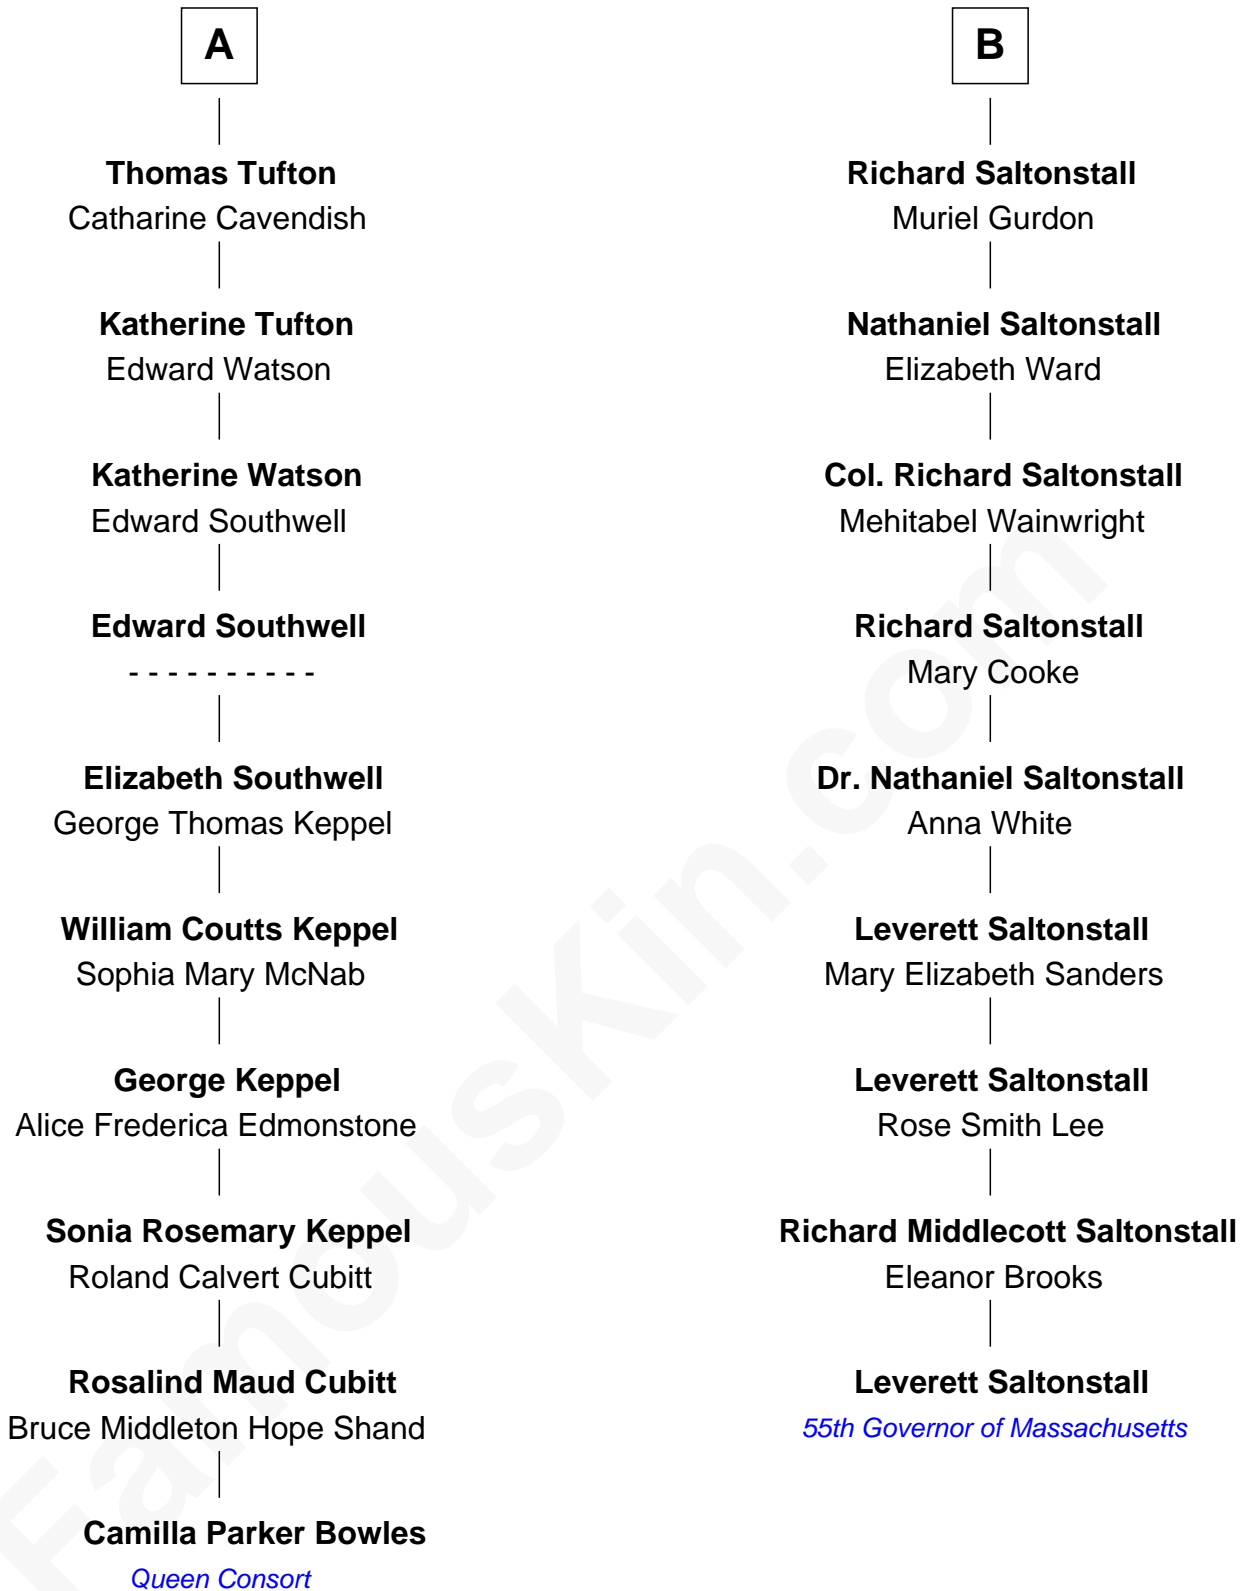 A
Thomas Tufton
Catharine Cavendish
Katherine Tufton
Edward Watson
Katherine Watson
Edward Southwell
Edward Southwell
- - - - - - - - - -
Elizabeth Southwell
George Thomas Keppel
William Coutts Keppel
Sophia Mary McNab
George Keppel
Alice Frederica Edmonstone
Sonia Rosemary Keppel
Roland Calvert Cubitt
Rosalind Maud Cubitt
Bruce Middleton Hope Shand
Camilla Parker Bowles
Queen Consort
B
Richard Saltonstall
Muriel Gurdon
Nathaniel Saltonstall
Elizabeth Ward
Col. Richard Saltonstall
Mehitabel Wainwright
Richard Saltonstall
Mary Cooke
Dr. Nathaniel Saltonstall
Anna White
Leverett Saltonstall
Mary Elizabeth Sanders
Leverett Saltonstall
Rose Smith Lee
Richard Middlecott Saltonstall
Eleanor Brooks
Leverett Saltonstall
55th Governor of Massachusetts
FamousKin.com